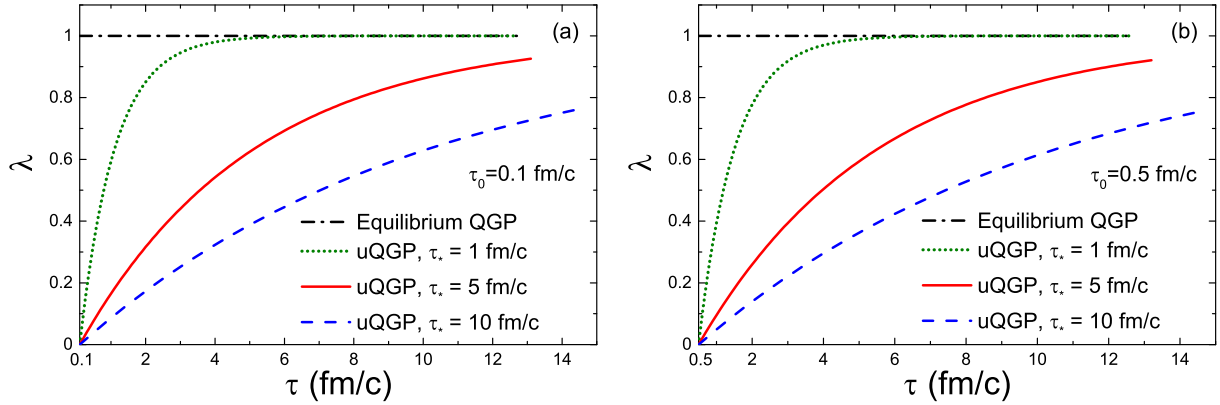 (a)
1
0.8
0.6
0.4
0.2
0
λ
τ₀=0.1 fm/c
Equilibrium QGP
uQGP, τ* = 1 fm/c
uQGP, τ* = 5 fm/c
uQGP, τ* = 10 fm/c
0.1 2 4 6 8 10 12 14
τ (fm/c)
(b)
1
0.8
0.6
0.4
0.2
0
λ
τ₀=0.5 fm/c
Equilibrium QGP
uQGP, τ* = 1 fm/c
uQGP, τ* = 5 fm/c
uQGP, τ* = 10 fm/c
0.5 2 4 6 8 10 12 14
τ (fm/c)